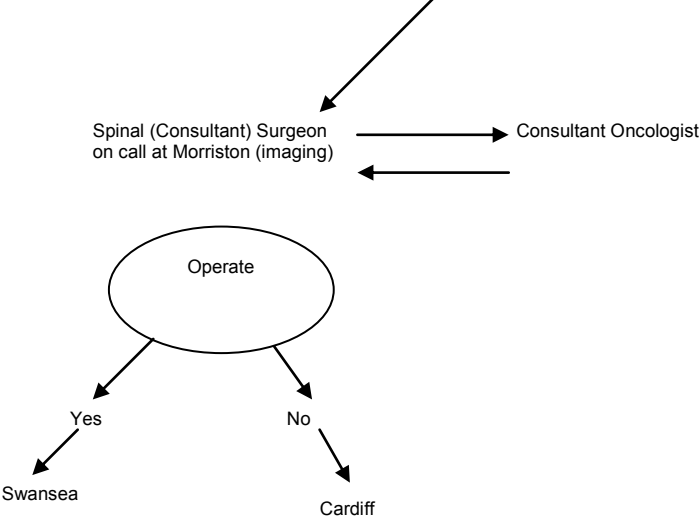 Spinal (Consultant) Surgeon
on call at Morriston (imaging)
Consultant Oncologist
Operate
Yes
No
Swansea
Cardiff